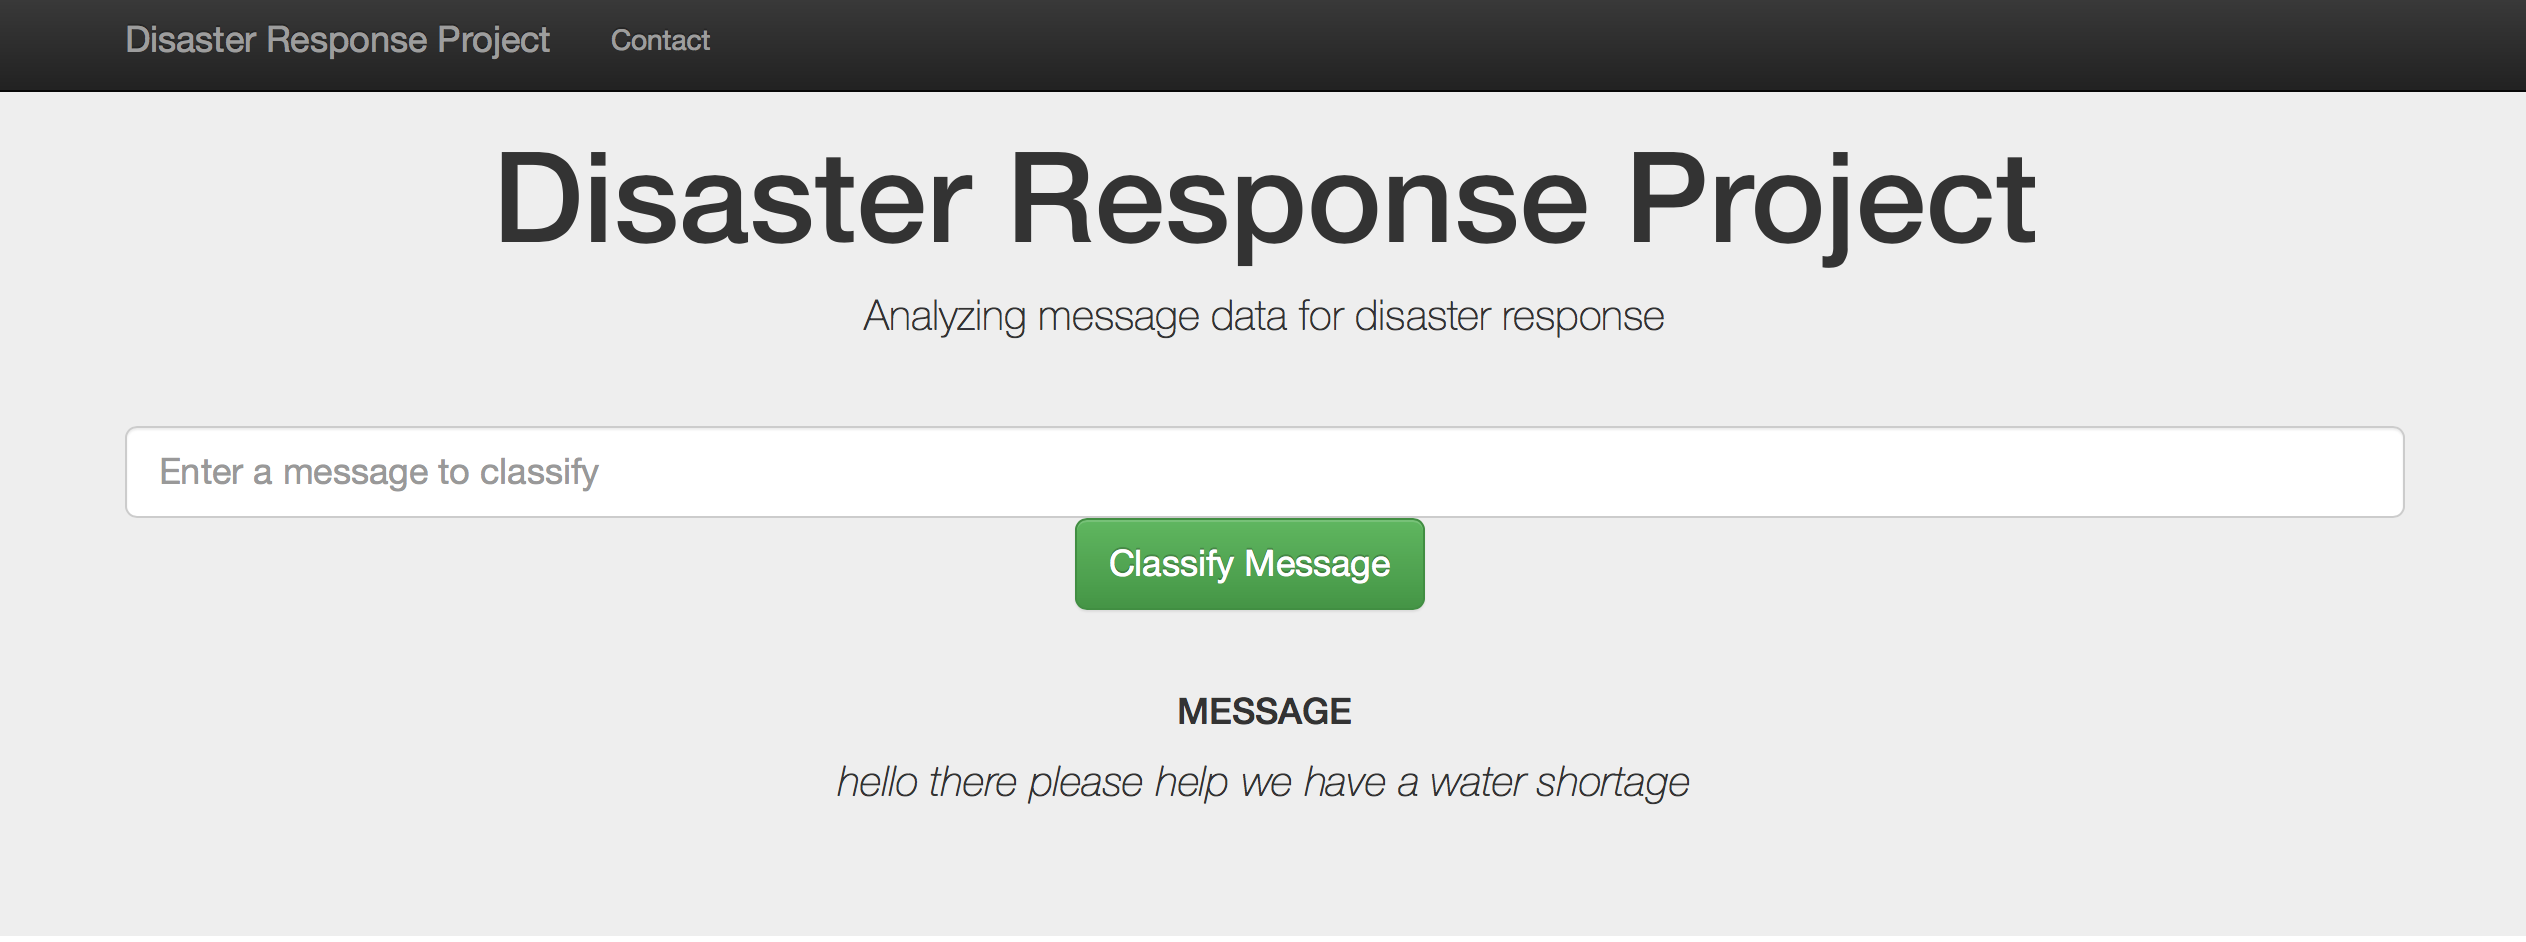 Disaster Response Project Contact
Disaster Response Project
Analyzing message data for disaster response
Enter a message to classify
Classify Message
MESSAGE
hello there please help we have a water shortage